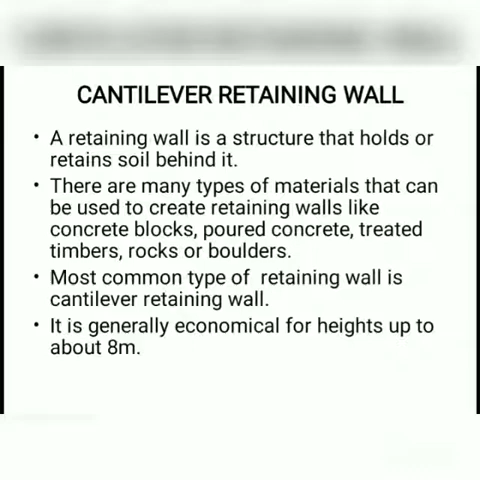 CANTILEVER RETAINING WALL
• A retaining wall is a structure that holds or
retains soil behind it.
• There are many types of materials that can
be used to create retaining walls like
concrete blocks, poured concrete, treated
timbers, rocks or boulders.
• Most common type of  retaining wall is
cantilever retaining wall.
• It is generally economical for heights up to
about 8m.